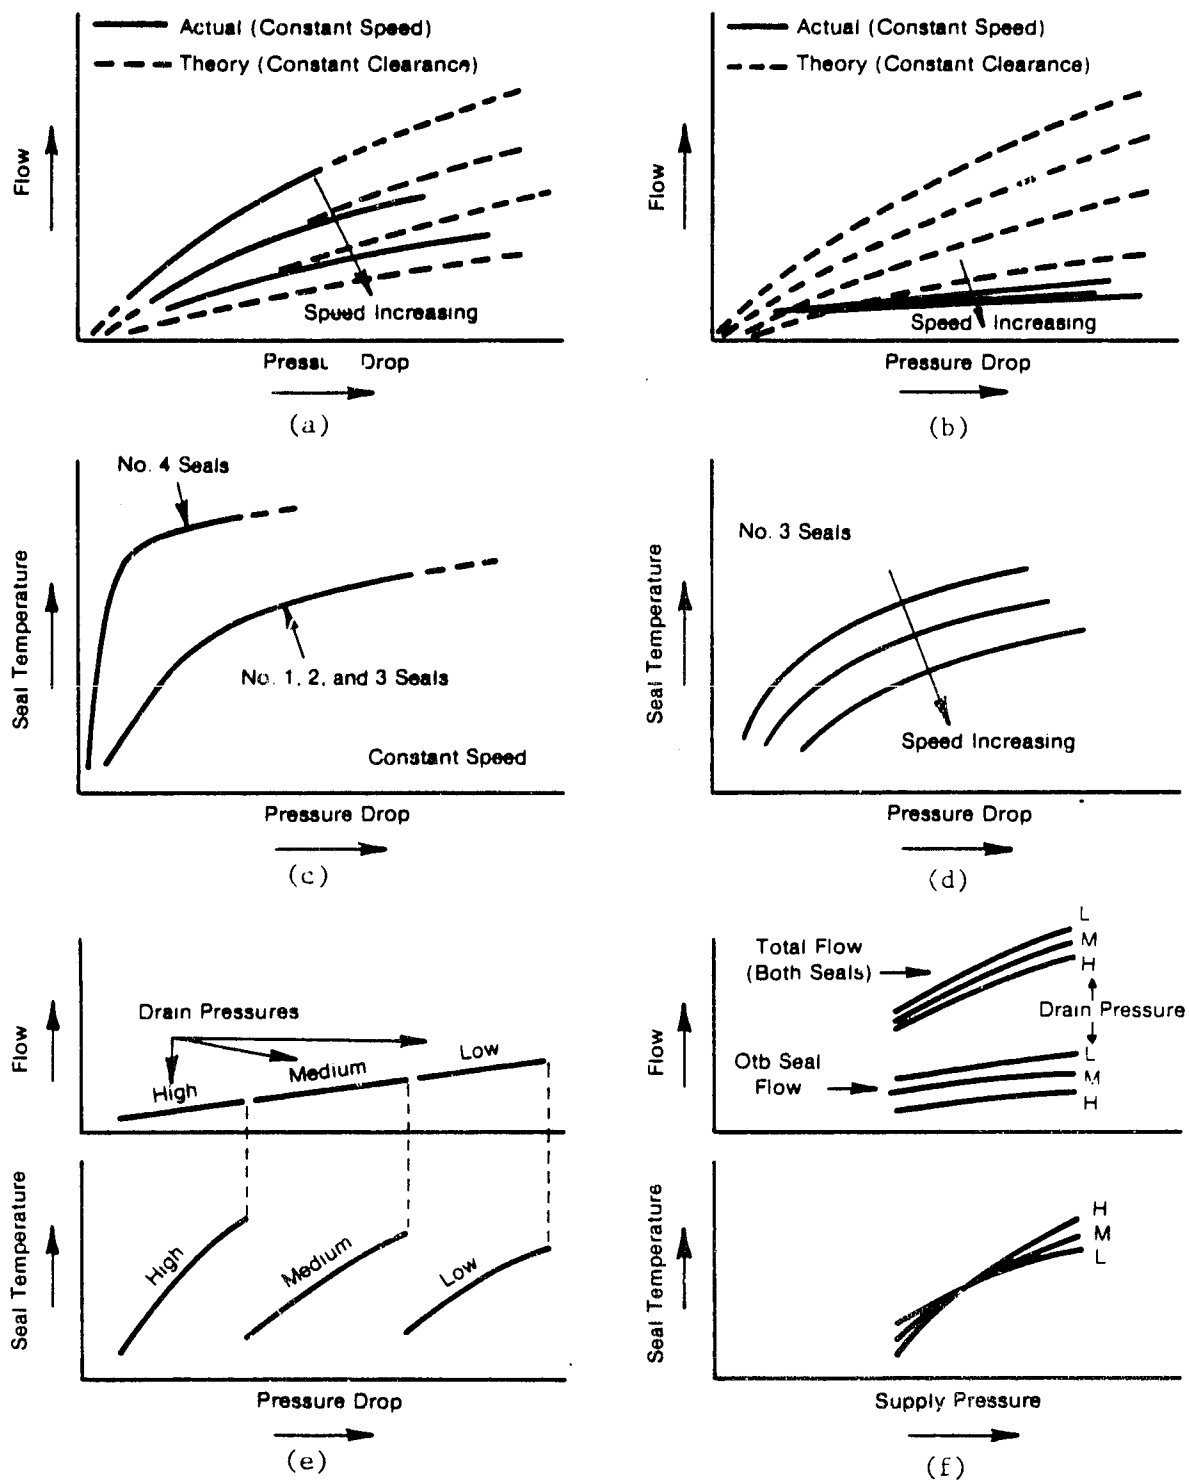 Actual (Constant Speed)
Theory (Constant Clearance)
Flow
Speed Increasing
Drop
(a)
Actual (Constant Speed)
Theory (Constant Clearance)
Flow
Speed Increasing
Pressure Drop
(b)
No. 4 Seals
Seal Temperature
No. 1, 2, and 3 Seals
Constant Speed
Pressure Drop
(c)
No. 3 Seals
Seal Temperature
Speed Increasing
Pressure Drop
(d)
Flow
Drain Pressures
High
Medium
Low
Seal Temperature
High
Medium
Low
Pressure Drop
(e)
Flow
Total Flow
(Both Seals)
L
M
H
Drain Pressure
Otb Seal
Flow
L
M
H
Seal Temperature
H
M
L
Supply Pressure
(f)